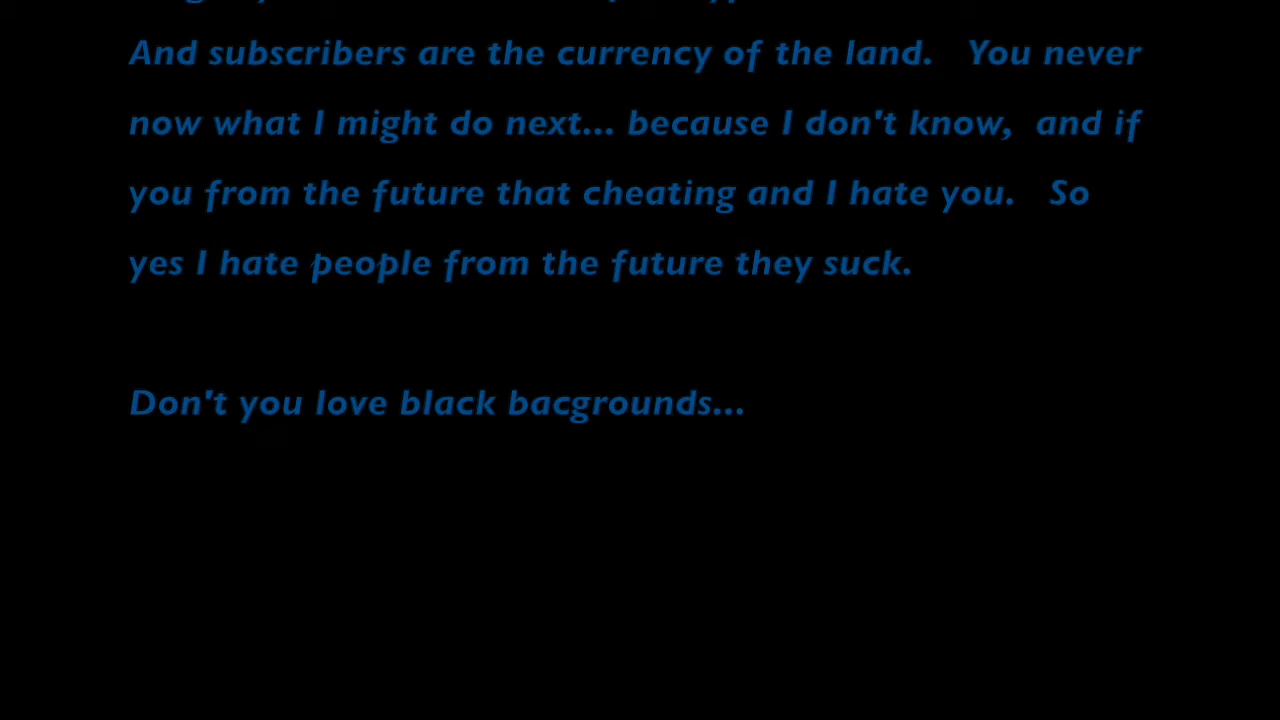 And subscribers are the currency of the land.   You never
now what I might do next... because I don't know,  and if
you from the future that cheating and I hate you.   So
yes I hate people from the future they suck.
Don't you love black bacgrounds...